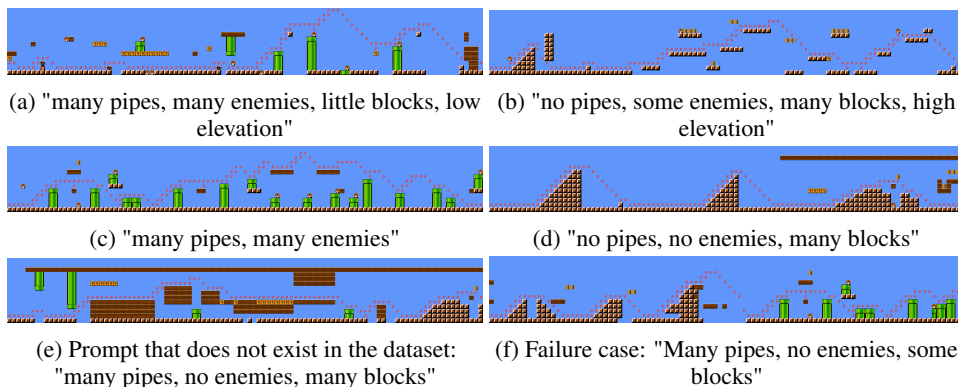 (a) "many pipes, many enemies, little blocks, low
elevation"
(b) "no pipes, some enemies, many blocks, high
elevation"
(c) "many pipes, many enemies"
(d) "no pipes, no enemies, many blocks"
(e) Prompt that does not exist in the dataset:
"many pipes, no enemies, many blocks"
(f) Failure case: "Many pipes, no enemies, some
blocks"